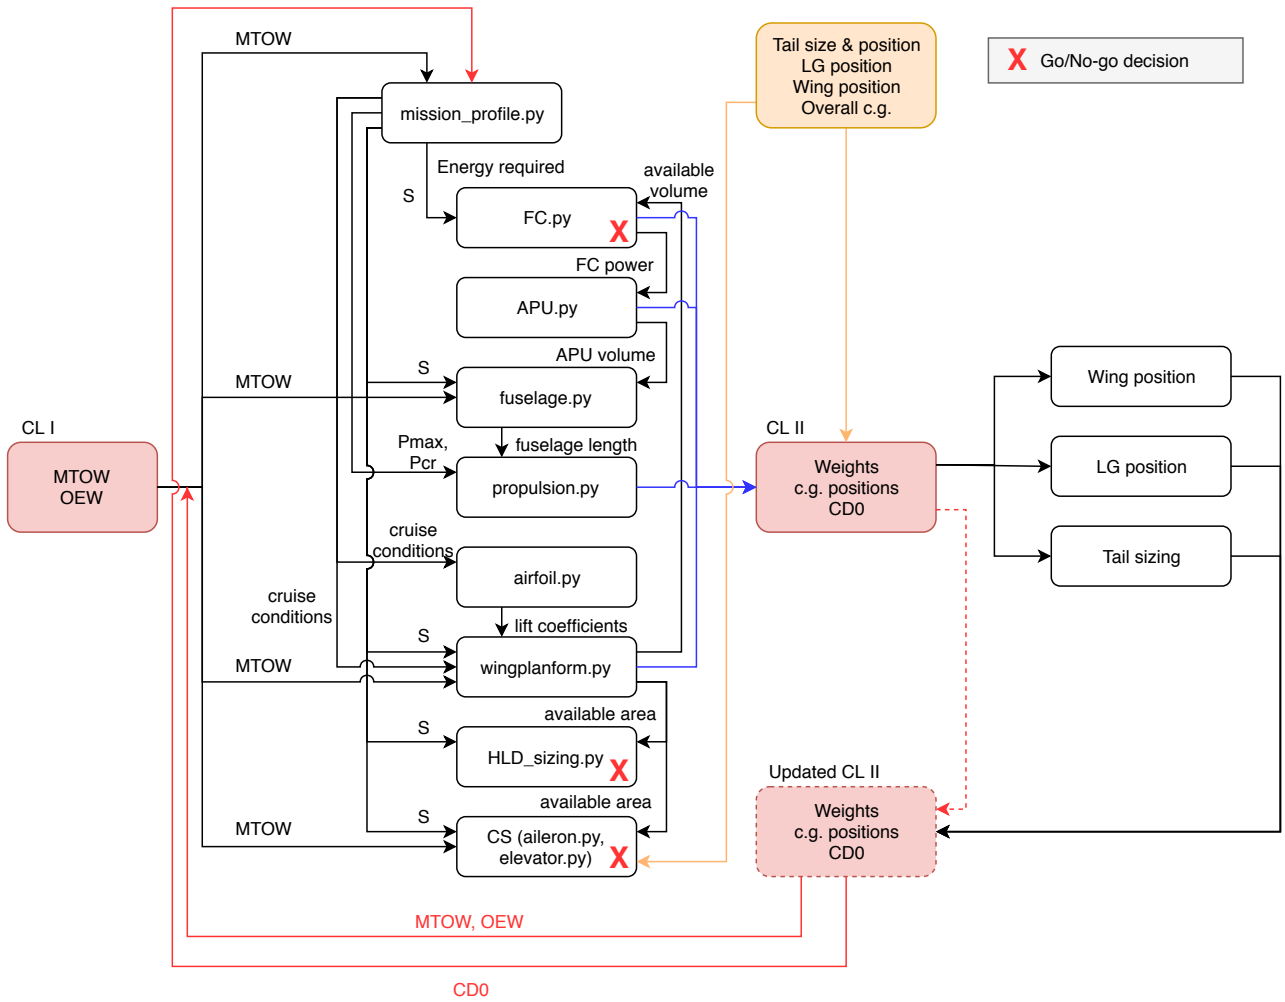 MTOW
Tail size & position
LG position
Wing position
Overall c.g.
X Go/No-go decision
mission_profile.py
Energy required
available
volume
S
FC.py
X
FC power
APU.py
APU volume
S
MTOW
fuselage.py
CL I
MTOW
OEW
Pmax,
Pcr
fuselage length
propulsion.py
CL II
Weights
c.g. positions
CD0
Wing position
LG position
Tail sizing
cruise
conditions
airfoil.py
cruise
conditions
lift coefficients
S
MTOW
wingplanform.py
available area
S
HLD_sizing.py
X
available area
S
MTOW
CS (aileron.py,
elevator.py)
X
Updated CL II
Weights
c.g. positions
CD0
MTOW, OEW
CD0